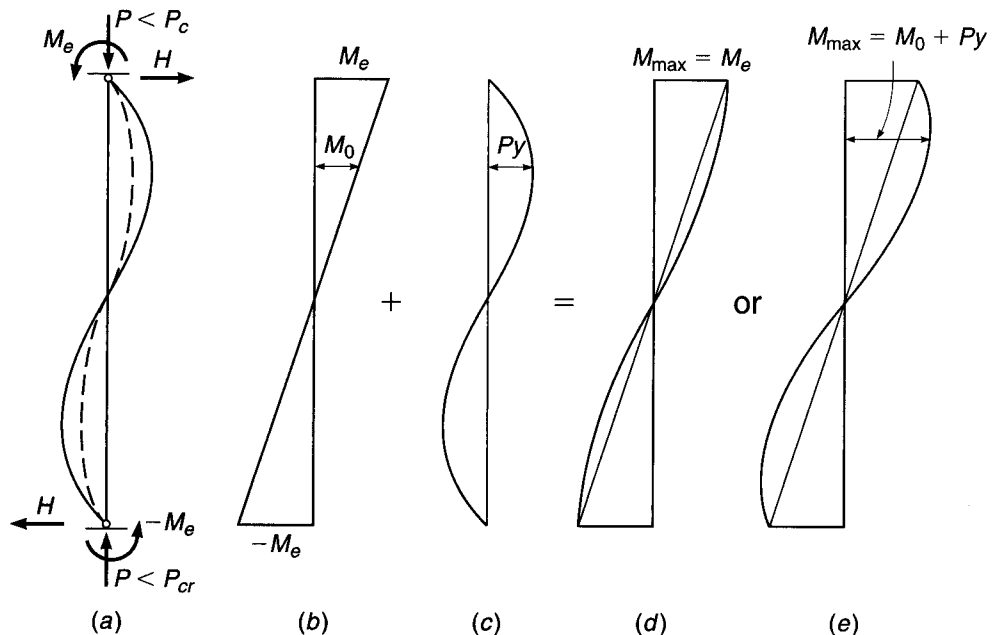 P < P_c
M_e
H
M_e
M_max = M_e
M_max = M_0 + Py
M_0
Py
+
=
or
H
−M_e
−M_e
P < P_cr
(a)
(b)
(c)
(d)
(e)